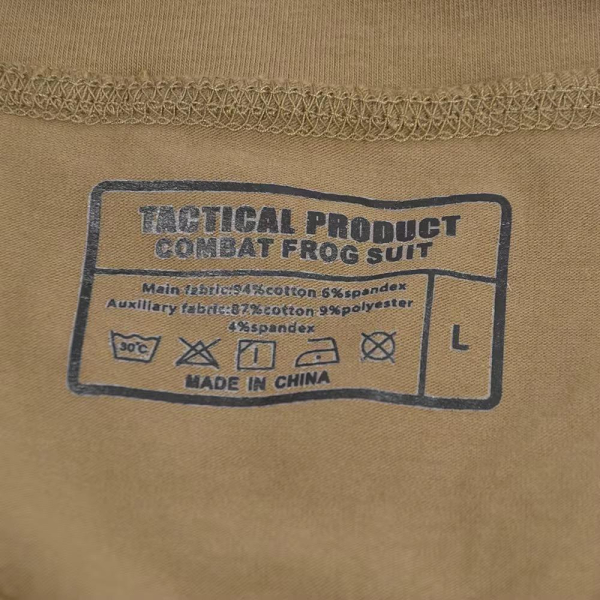 TACTICAL PRODUCT
COMBAT FROG SUIT
Main fabric:94%cotton 6%spandex
Auxiliary fabric:87%cotton 9%polyester
4%spandex
30°C
MADE IN CHINA
L